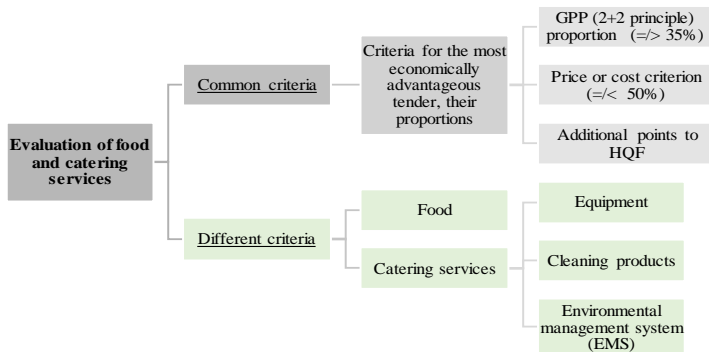 Evaluation of food
and catering
services
Common criteria
Criteria for the most
economically
advantageous
tender, their
proportions
GPP (2+2 principle)
proportion (=/> 35%)
Price or cost criterion
(=/< 50%)
Additional points to
HQF
Different criteria
Food
Catering services
Equipment
Cleaning products
Environmental
management system
(EMS)